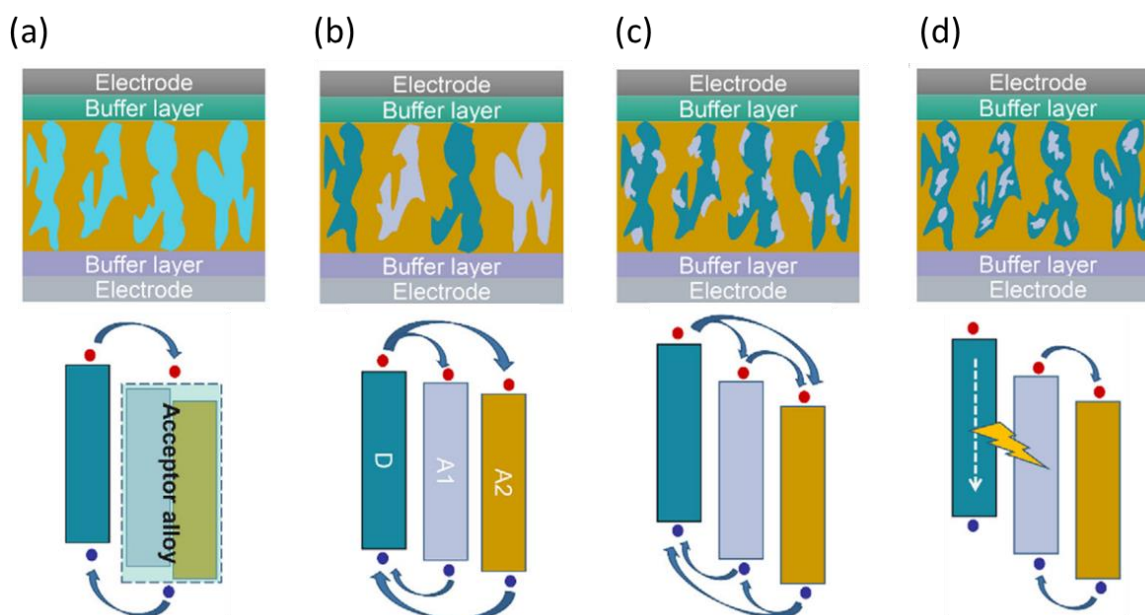 (a)
(b)
(c)
(d)
Electrode
Buffer layer
Buffer layer
Electrode
Electrode
Buffer layer
Buffer layer
Electrode
Electrode
Buffer layer
Buffer layer
Electrode
Electrode
Buffer layer
Buffer layer
Electrode
Acceptor alloy
D
A1
A2